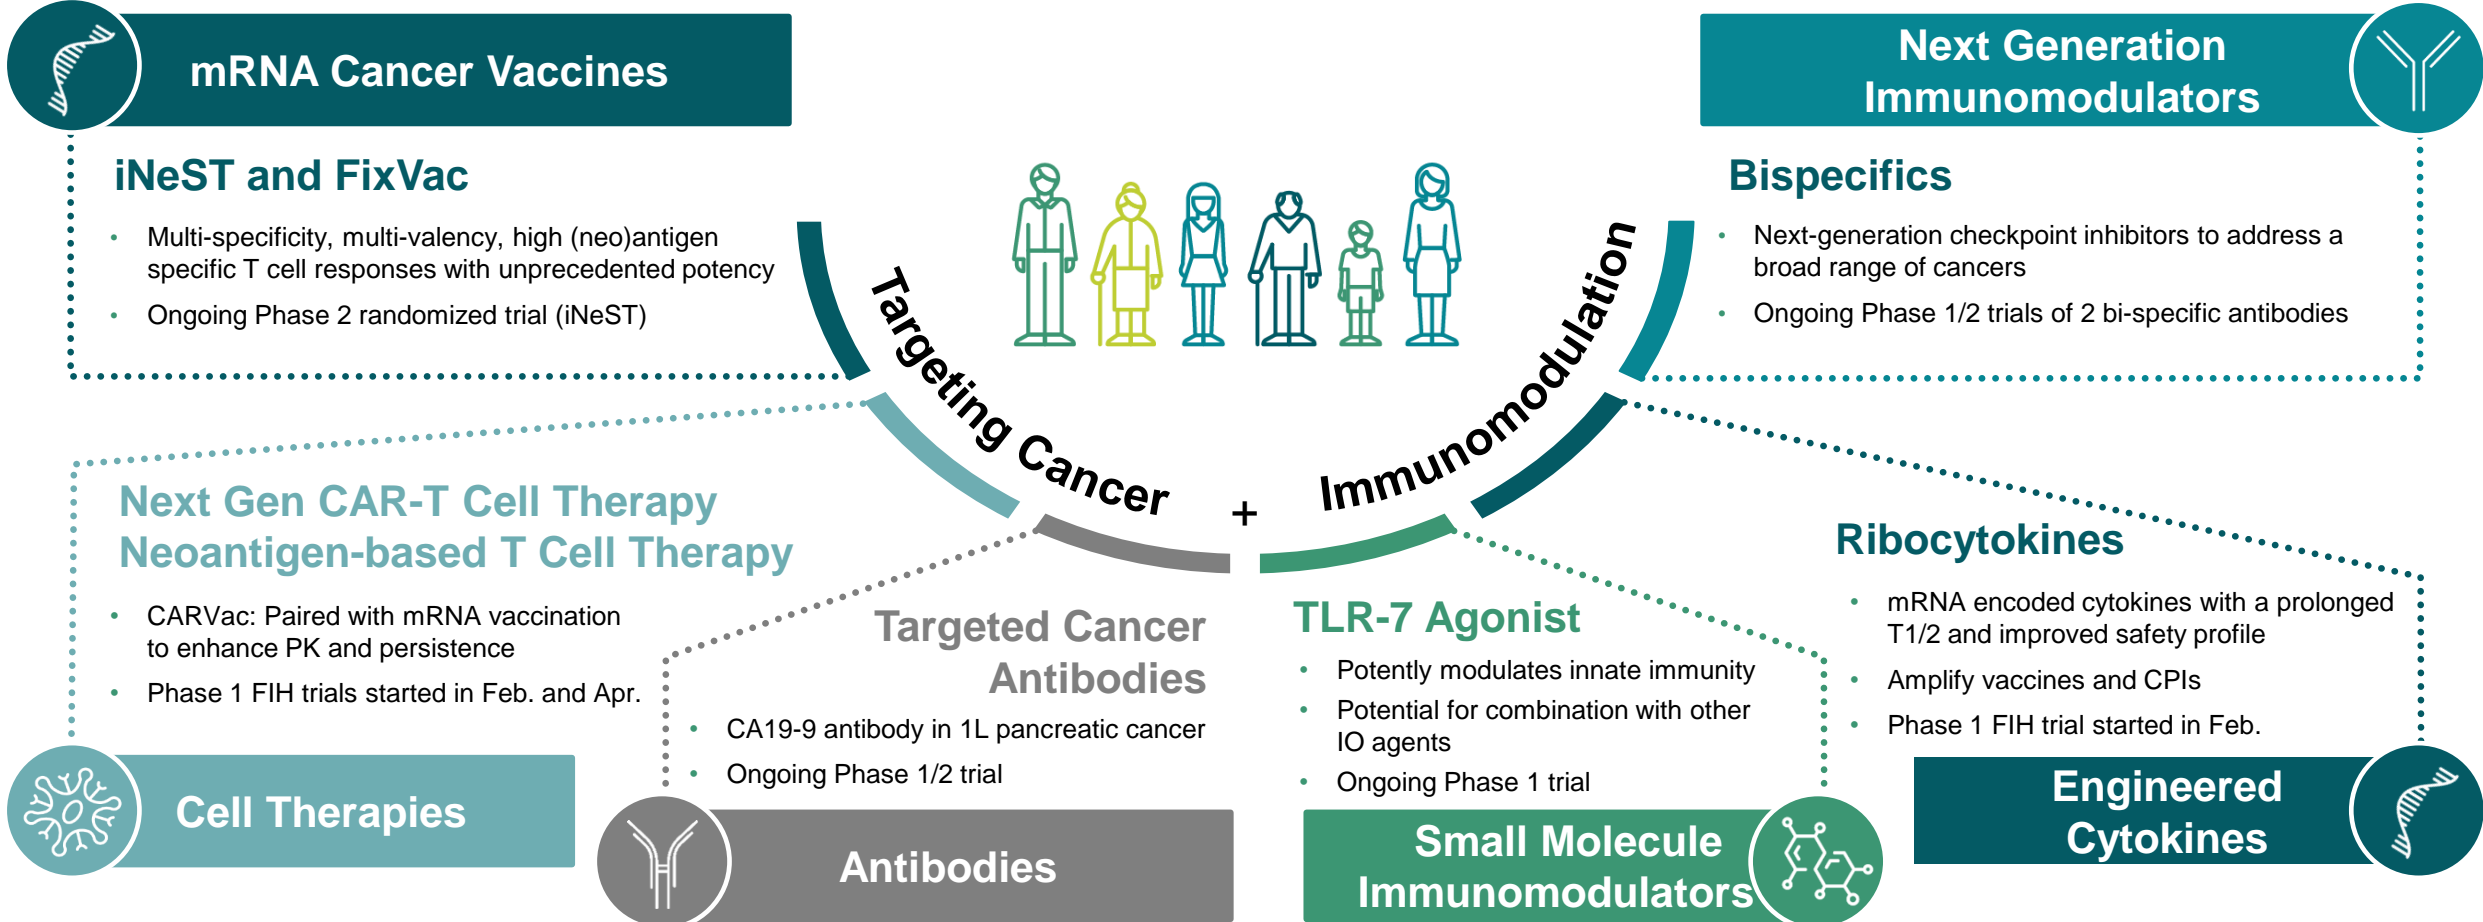 mRNA Cancer Vaccines
iNeST and FixVac
• Multi-specificity, multi-valency, high (neo)antigen
specific T cell responses with unprecedented potency
• Ongoing Phase 2 randomized trial (iNeST)
Next Generation
Immunomodulators
Bispecifics
• Next-generation checkpoint inhibitors to address a
broad range of cancers
• Ongoing Phase 1/2 trials of 2 bi-specific antibodies
Targeting Cancer
+
Immunomodulation
Next Gen CAR-T Cell Therapy
Neoantigen-based T Cell Therapy
• CARVac: Paired with mRNA vaccination
to enhance PK and persistence
• Phase 1 FIH trials started in Feb. and Apr.
Cell Therapies
Targeted Cancer
Antibodies
• CA19-9 antibody in 1L pancreatic cancer
• Ongoing Phase 1/2 trial
Antibodies
TLR-7 Agonist
• Potently modulates innate immunity
• Potential for combination with other
IO agents
• Ongoing Phase 1 trial
Small Molecule
Immunomodulators
Ribocytokines
• mRNA encoded cytokines with a prolonged
T1/2 and improved safety profile
• Amplify vaccines and CPIs
• Phase 1 FIH trial started in Feb.
Engineered
Cytokines